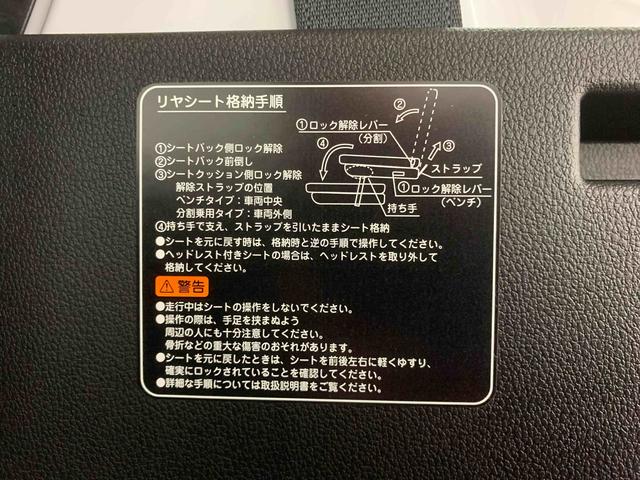 リヤシート格納手順
②
①ロック解除レバー
(分割)
④
③
ストラップ
①ロック解除レバー
(ベンチ)
持ち手
①シートバック側ロック解除
②シートバック前倒し
③シートクッション側ロック解除
解除ストラップの位置
ベンチタイプ：車両中央
分割乗用タイプ：車両外側
④持ち手で支え、ストラップを引いたままシート格納
●シートを元に戻す時は、格納時と逆の手順で操作してください。
●ヘッドレスト付きシートの場合は、ヘッドレストを取り外して
格納してください。
⚠警告
●走行中はシートの操作をしないでください。
●操作の際は、手足を挟まぬよう
周辺の人にも十分注意してください。
骨折などの重大な傷害のおそれがあります。
●シートを元に戻したときは、シートを前後左右に軽くゆすり、
確実にロックされていることを確認してください。
●詳細な手順については取扱説明書をご覧ください。